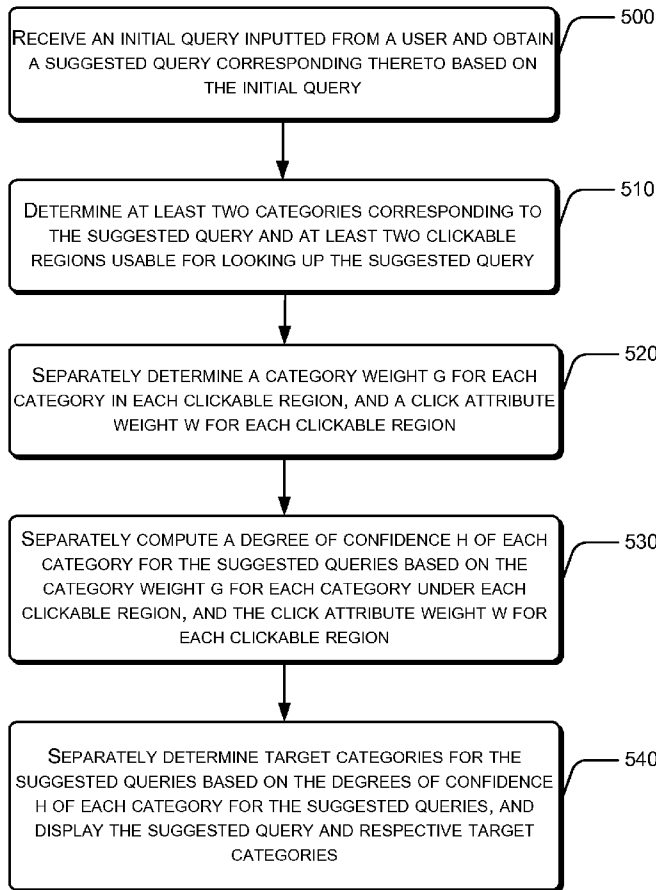 RECEIVE AN INITIAL QUERY INPUTTED FROM A USER AND OBTAIN
A SUGGESTED QUERY CORRESPONDING THERETO BASED ON
THE INITIAL QUERY
500
DETERMINE AT LEAST TWO CATEGORIES CORRESPONDING TO
THE SUGGESTED QUERY AND AT LEAST TWO CLICKABLE
REGIONS USABLE FOR LOOKING UP THE SUGGESTED QUERY
510
SEPARATELY DETERMINE A CATEGORY WEIGHT G FOR EACH
CATEGORY IN EACH CLICKABLE REGION, AND A CLICK ATTRIBUTE
WEIGHT W FOR EACH CLICKABLE REGION
520
SEPARATELY COMPUTE A DEGREE OF CONFIDENCE H OF EACH
CATEGORY FOR THE SUGGESTED QUERIES BASED ON THE
CATEGORY WEIGHT G FOR EACH CATEGORY UNDER EACH
CLICKABLE REGION, AND THE CLICK ATTRIBUTE WEIGHT W FOR
EACH CLICKABLE REGION
530
SEPARATELY DETERMINE TARGET CATEGORIES FOR THE
SUGGESTED QUERIES BASED ON THE DEGREES OF CONFIDENCE
H OF EACH CATEGORY FOR THE SUGGESTED QUERIES, AND
DISPLAY THE SUGGESTED QUERY AND RESPECTIVE TARGET
CATEGORIES
540